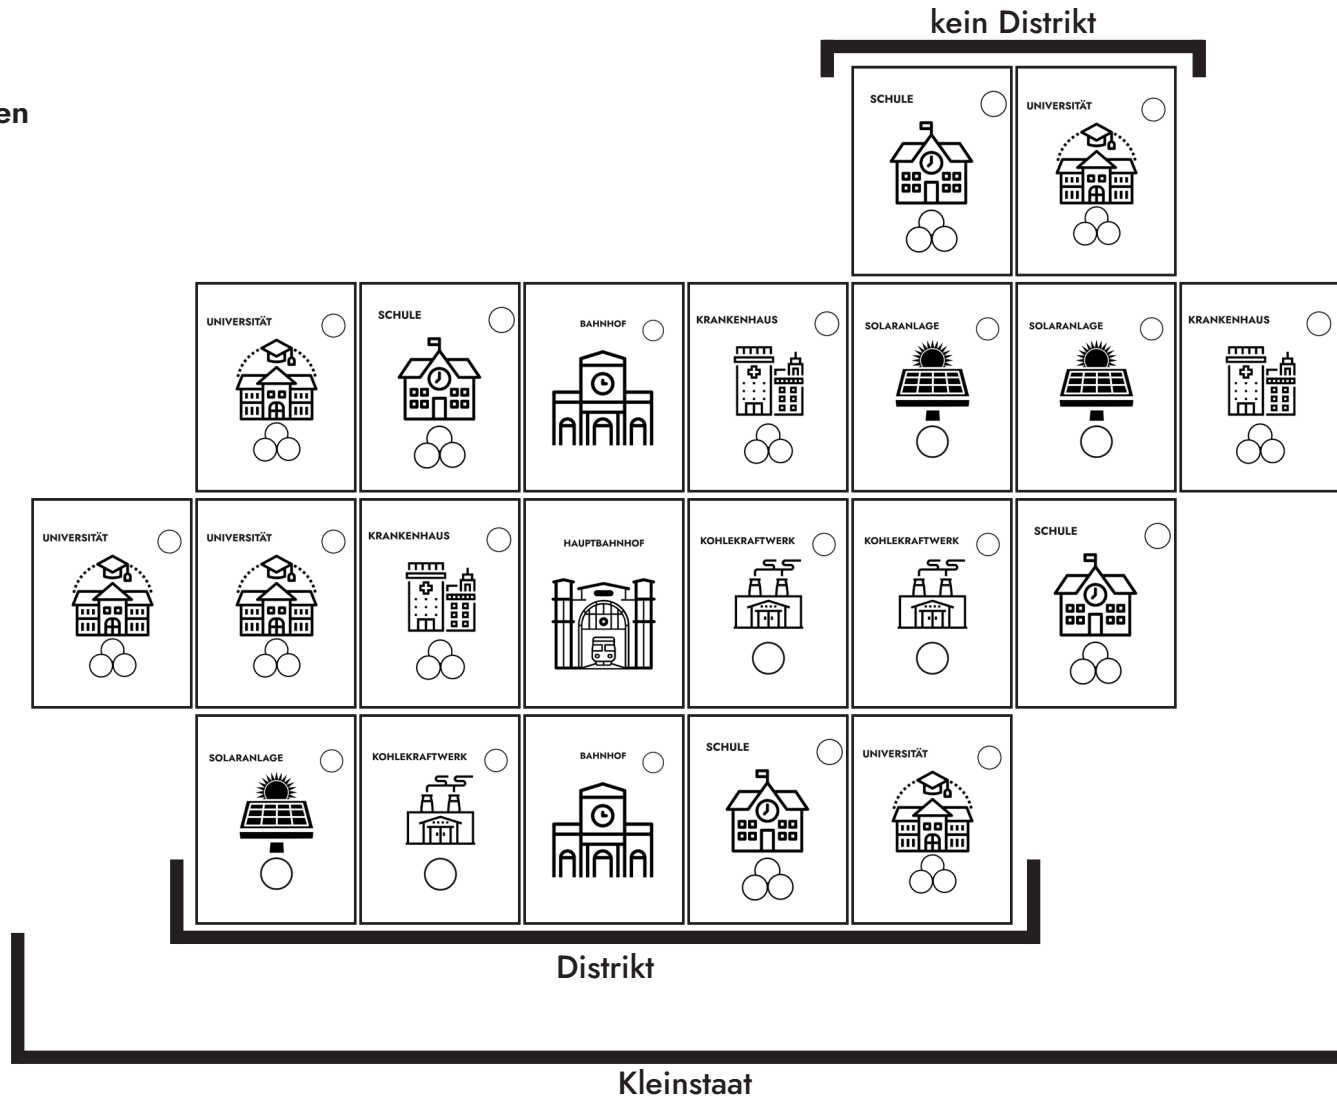 kein Distrikt
en
SCHULE
UNIVERSITÄT
UNIVERSITÄT
SCHULE
BAHNHOF
KRANKENHAUS
SOLARANLAGE
SOLARANLAGE
KRANKENHAUS
UNIVERSITÄT
UNIVERSITÄT
KRANKENHAUS
HAUPTBAHNHOF
KOHLEKRAFTWERK
KOHLEKRAFTWERK
SCHULE
SOLARANLAGE
KOHLEKRAFTWERK
BAHNHOF
SCHULE
UNIVERSITÄT
Distrikt
Kleinstaat